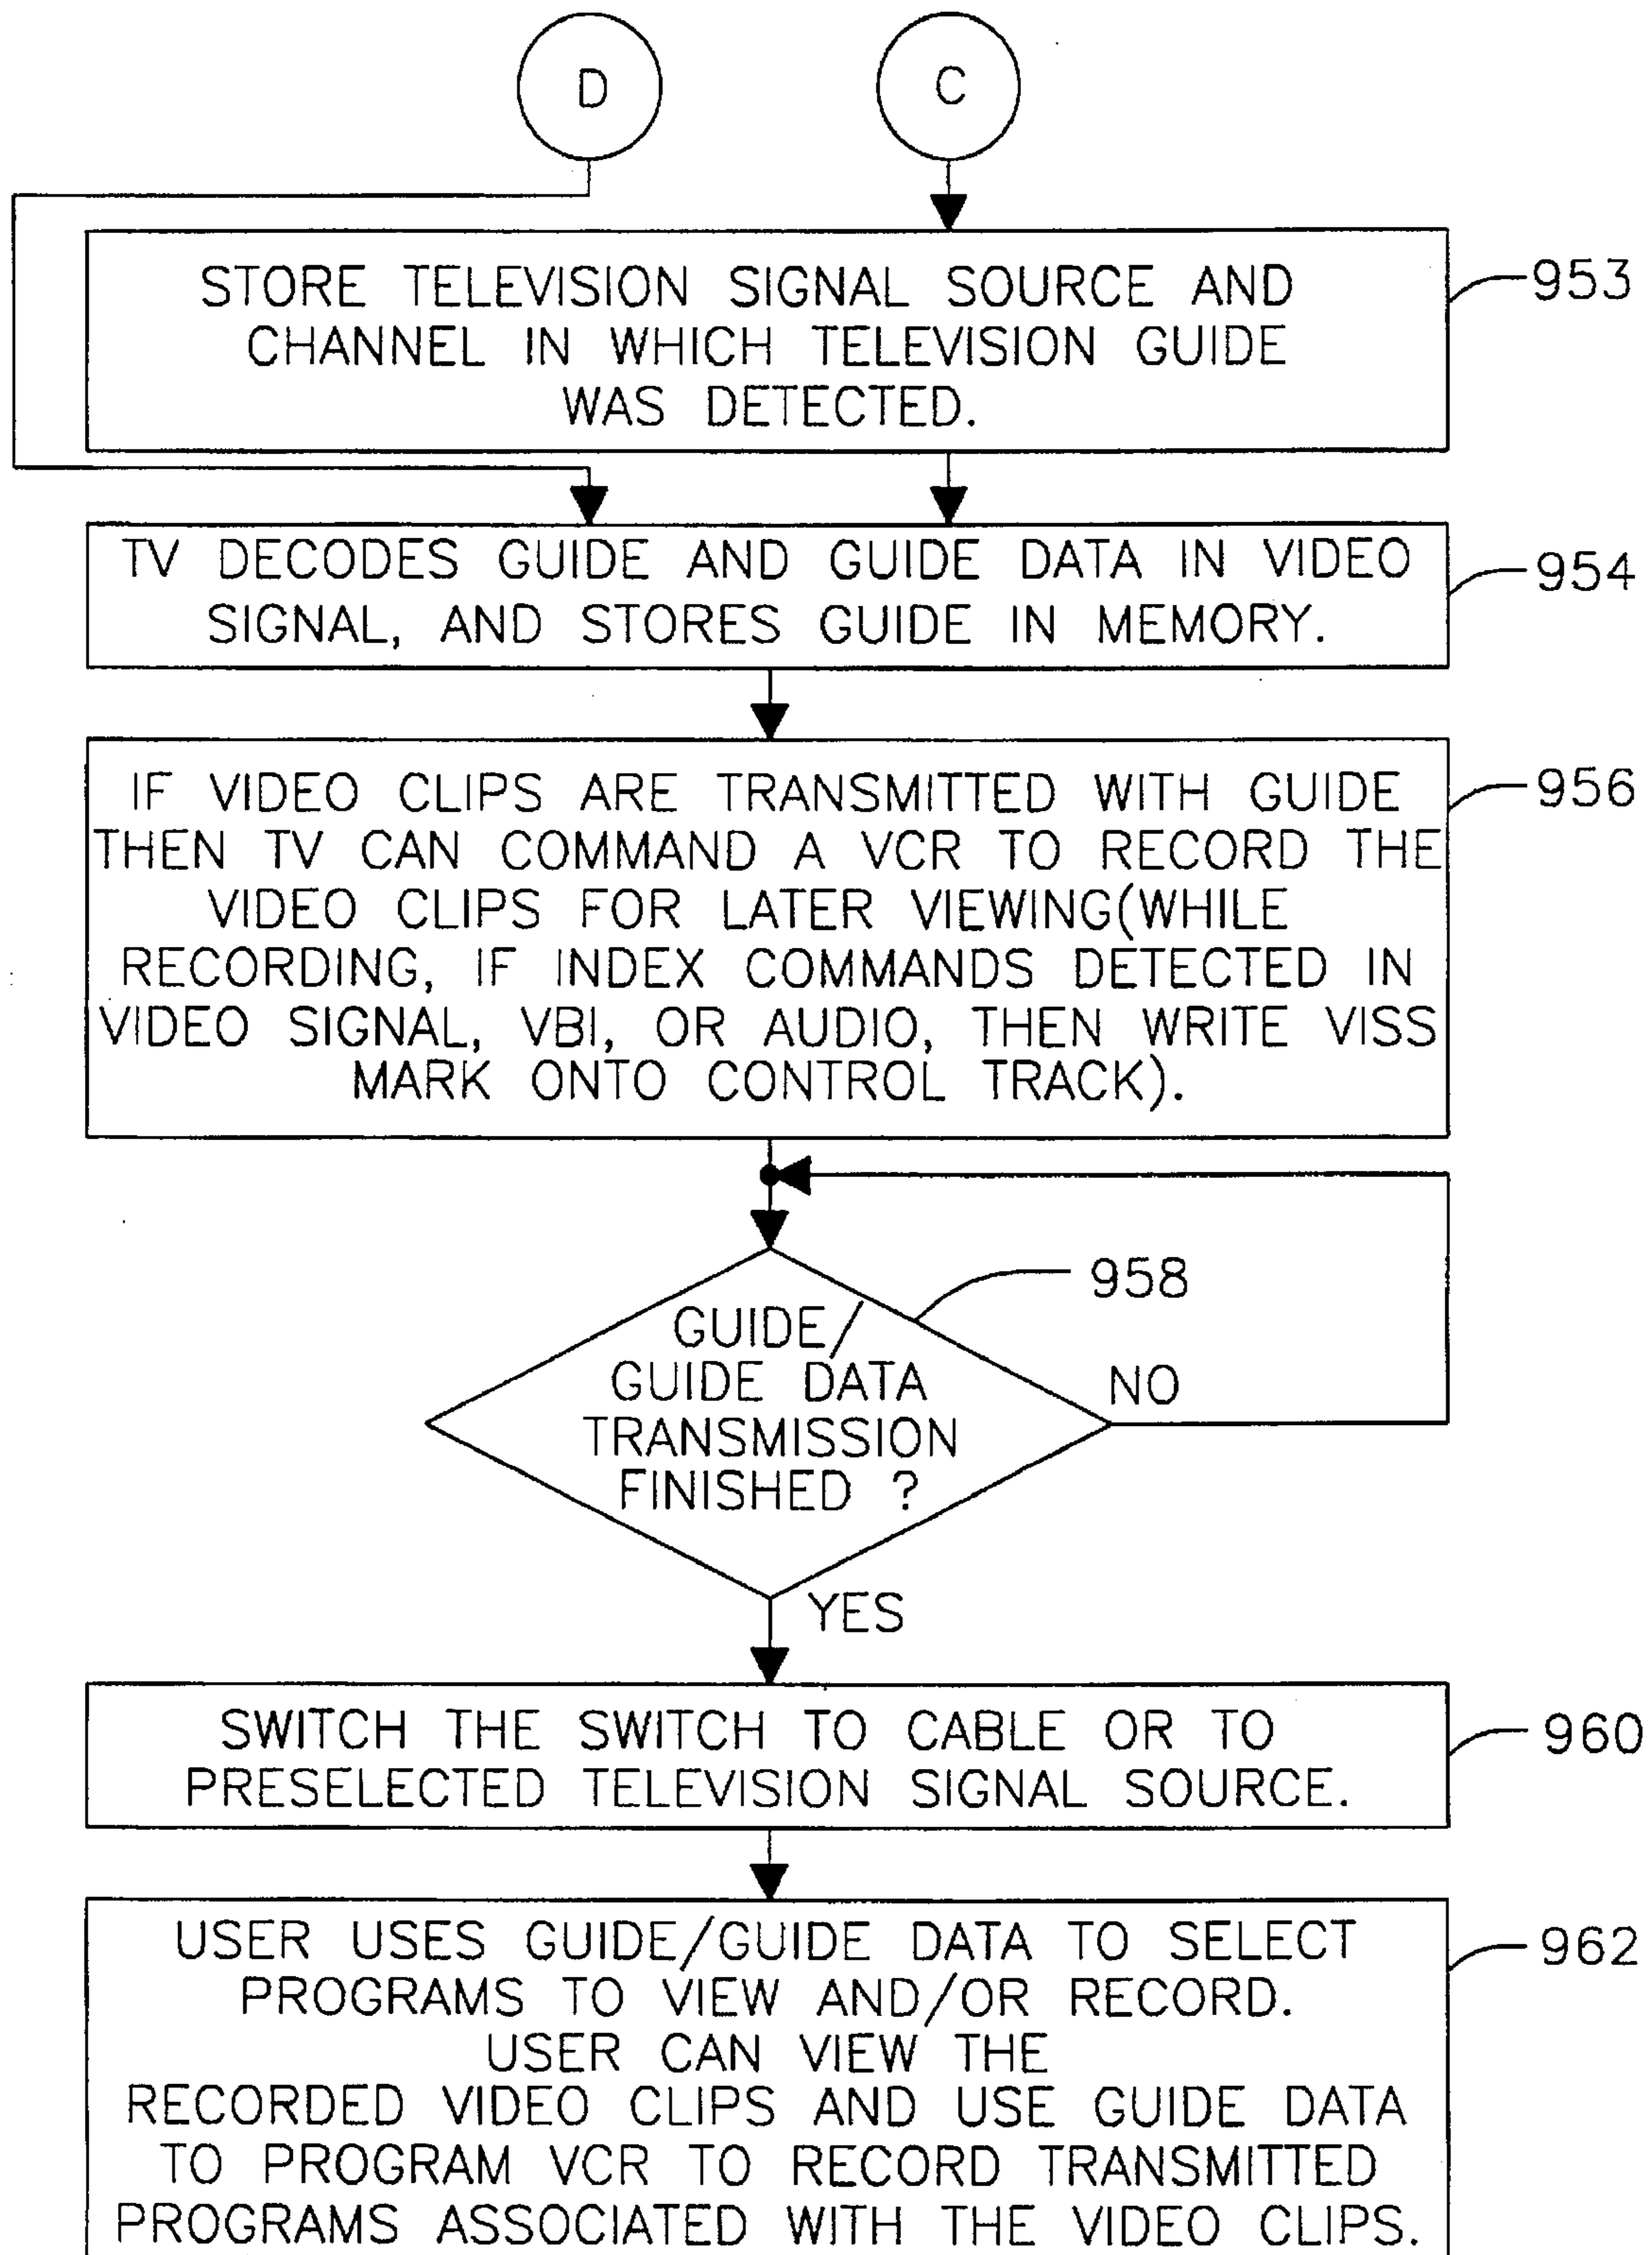 D
C
STORE TELEVISION SIGNAL SOURCE AND
CHANNEL IN WHICH TELEVISION GUIDE
WAS DETECTED.
953
TV DECODES GUIDE AND GUIDE DATA IN VIDEO
SIGNAL, AND STORES GUIDE IN MEMORY.
954
IF VIDEO CLIPS ARE TRANSMITTED WITH GUIDE
THEN TV CAN COMMAND A VCR TO RECORD THE
VIDEO CLIPS FOR LATER VIEWING(WHILE
RECORDING, IF INDEX COMMANDS DETECTED IN
VIDEO SIGNAL, VBI, OR AUDIO, THEN WRITE VISS
MARK ONTO CONTROL TRACK).
956
GUIDE/
GUIDE DATA
TRANSMISSION
FINISHED ?
958
NO
YES
SWITCH THE SWITCH TO CABLE OR TO
PRESELECTED TELEVISION SIGNAL SOURCE.
960
USER USES GUIDE/GUIDE DATA TO SELECT
PROGRAMS TO VIEW AND/OR RECORD.
USER CAN VIEW THE
RECORDED VIDEO CLIPS AND USE GUIDE DATA
TO PROGRAM VCR TO RECORD TRANSMITTED
PROGRAMS ASSOCIATED WITH THE VIDEO CLIPS.
962